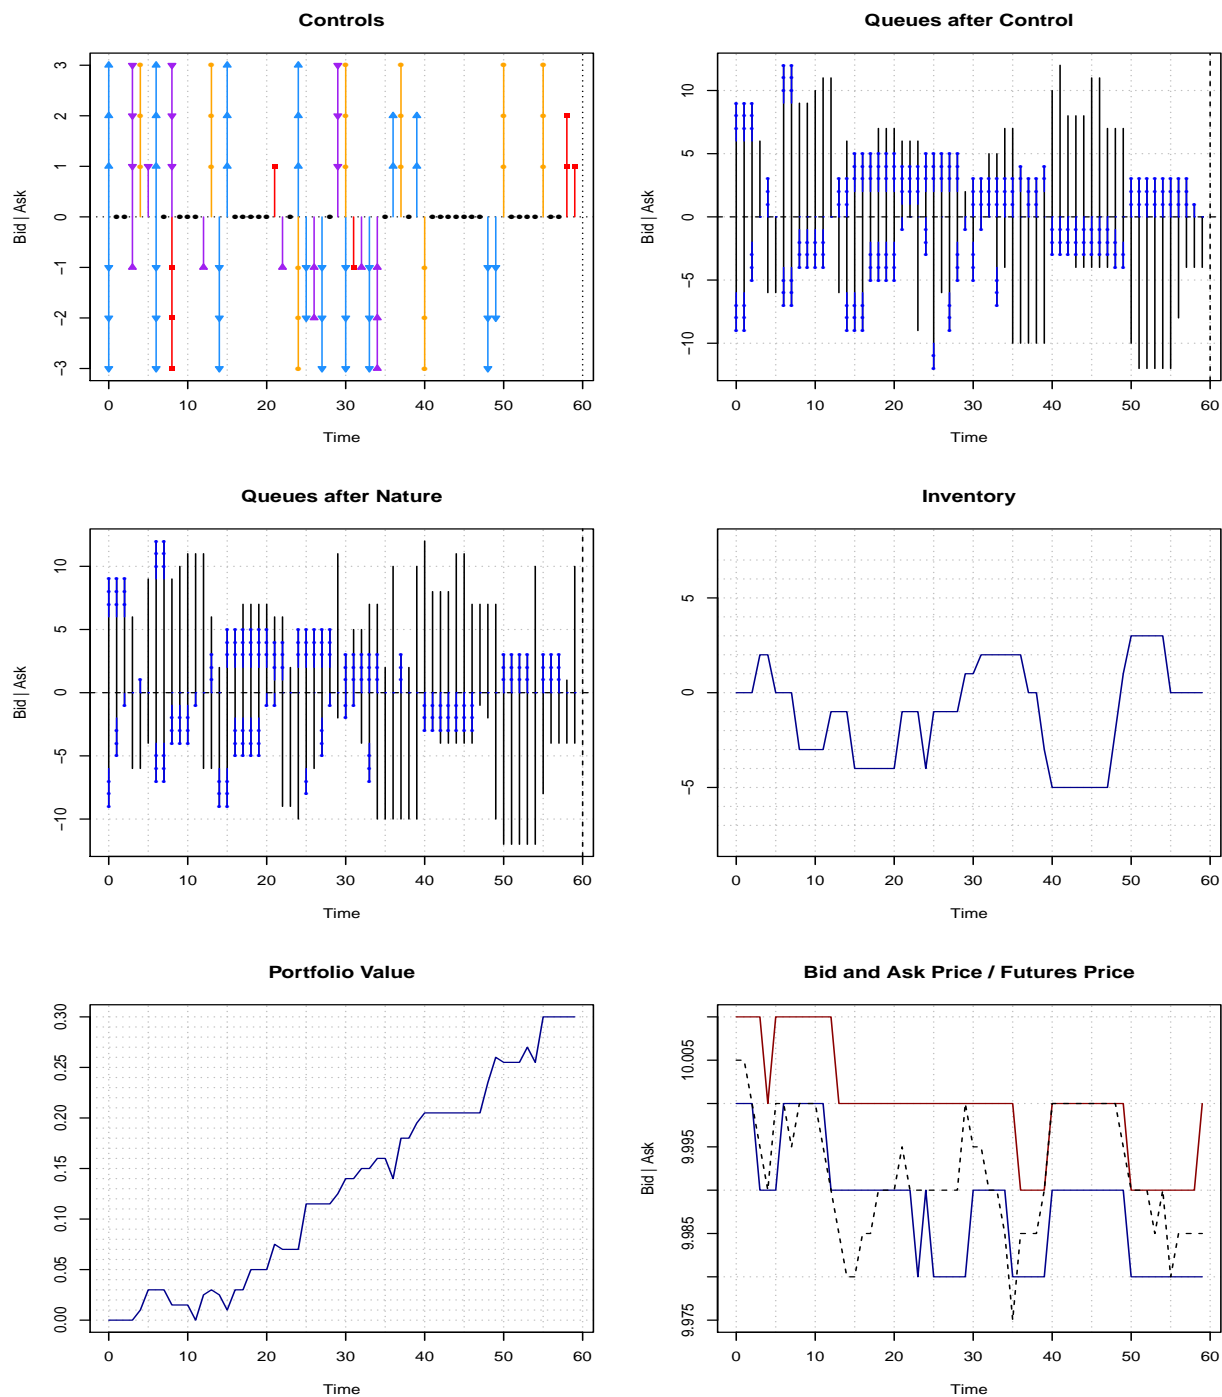 Controls
Bid | Ask
3
2
1
0
−1
−2
−3
0 10 20 30 40 50 60
Time
Queues after Control
Bid | Ask
10
5
0
−5
−10
0 10 20 30 40 50 60
Time
Queues after Nature
Bid | Ask
10
5
0
−5
−10
0 10 20 30 40 50 60
Time
Inventory
5
0
−5
0 10 20 30 40 50 60
Time
Portfolio Value
0.30
0.25
0.20
0.15
0.10
0.05
0.00
0 10 20 30 40 50 60
Time
Bid and Ask Price / Futures Price
Bid | Ask
10.005
9.995
9.985
9.975
0 10 20 30 40 50 60
Time